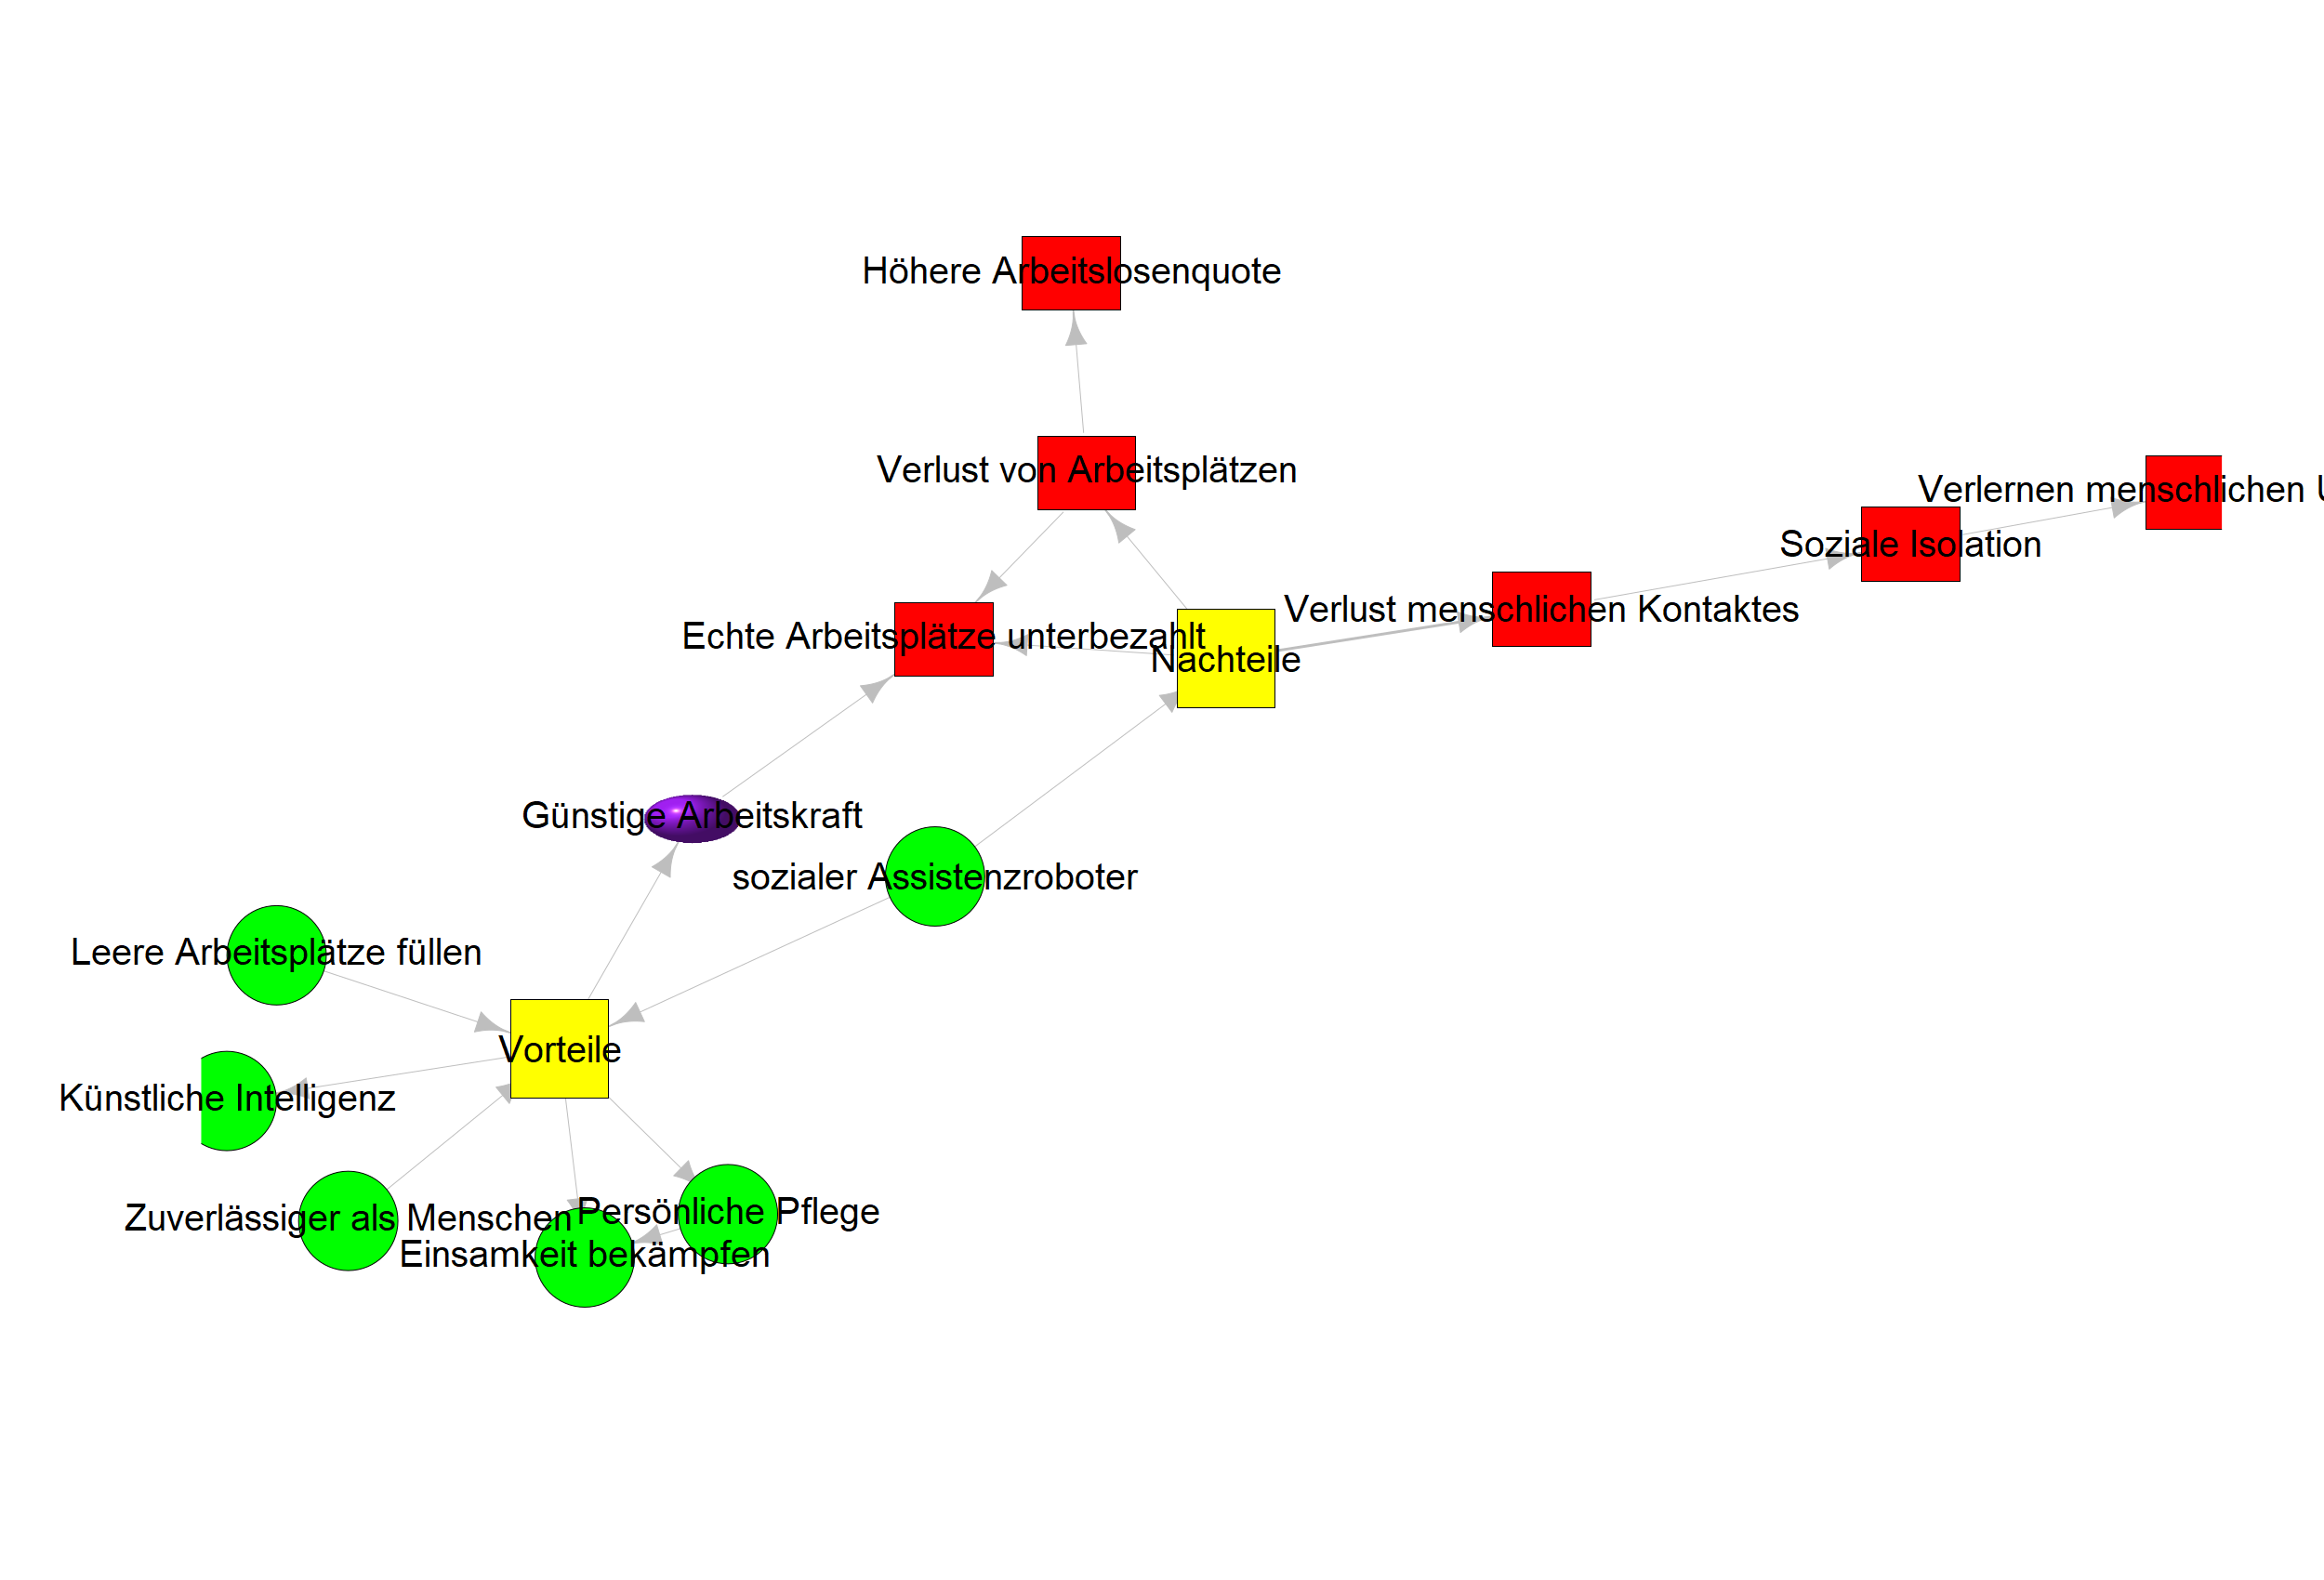 Höhere Arbeitslosenquote
Verlust von Arbeitsplätzen
Verlernen menschlichen
Soziale Isolation
Verlust menschlichen Kontaktes
Echte Arbeitsplätze unterbezahlt
Nachteile
Günstige Arbeitskraft
sozialer Assistenzroboter
Leere Arbeitsplätze füllen
Vorteile
Künstliche Intelligenz
Persönliche Pflege
Zuverlässiger als Menschen
Einsamkeit bekämpfen